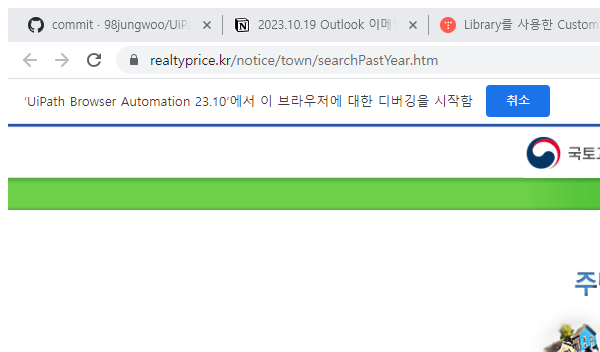 commit · 98jungwoo/UiPa
2023.10.19 Outlook 이메
Library를 사용한 Custom
realtyprice.kr/notice/town/searchPastYear.htm
'UiPath Browser Automation 23.10'에서 이 브라우저에 대한 디버깅을 시작함
취소
국토교
주